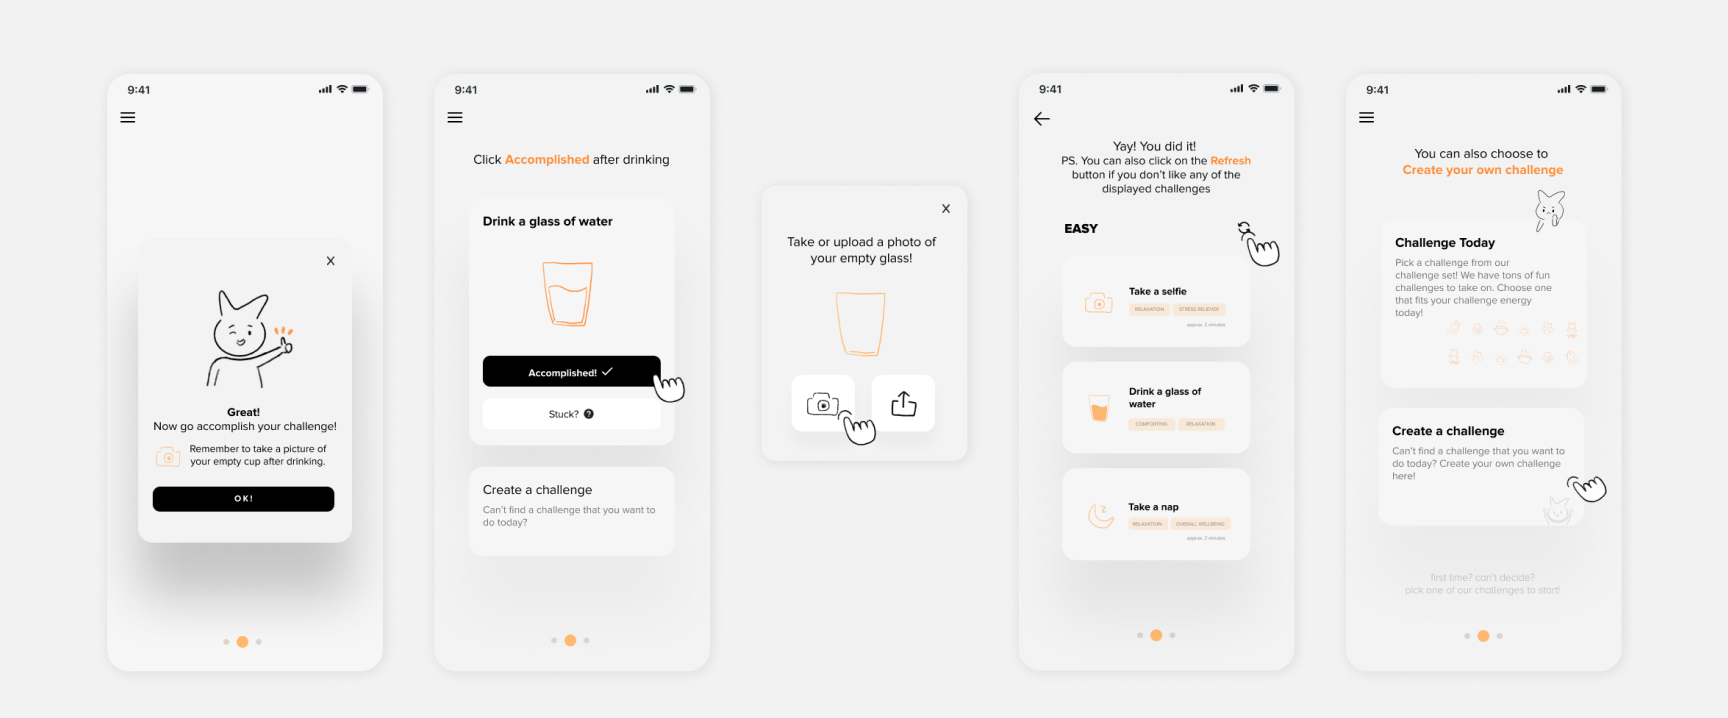 9:41
X
Great!
Now go accomplish your challenge!
Remember to take a picture of
your empty cup after drinking.
OK!
9:41
Click Accomplished after drinking
Drink a glass of water
Accomplished!
Stuck? ?
Create a challenge
Can't find a challenge that you want to
do today?
X
Take or upload a photo of
your empty glass!
9:41
Yay! You did it!
PS. You can also click on the Refresh
button if you don't like any of the
displayed challenges
EASY
Take a selfie
RELAXATION
STRESS RELIEVER
approx. 2 minutes
Drink a glass of
water
COMFORTING
RELAXATION
Take a nap
RELAXATION
OVERALL WELLBEING
approx. 2 minutes
9:41
You can also choose to
Create your own challenge
Challenge Today
Pick a challenge from our
challenge set! We have tons of fun
challenges to take on. Choose one
that fits your challenge energy
today!
Create a challenge
Can't find a challenge that you want to
do today? Create your own challenge
here!
first time? can't decide?
pick one of our challenges to start!